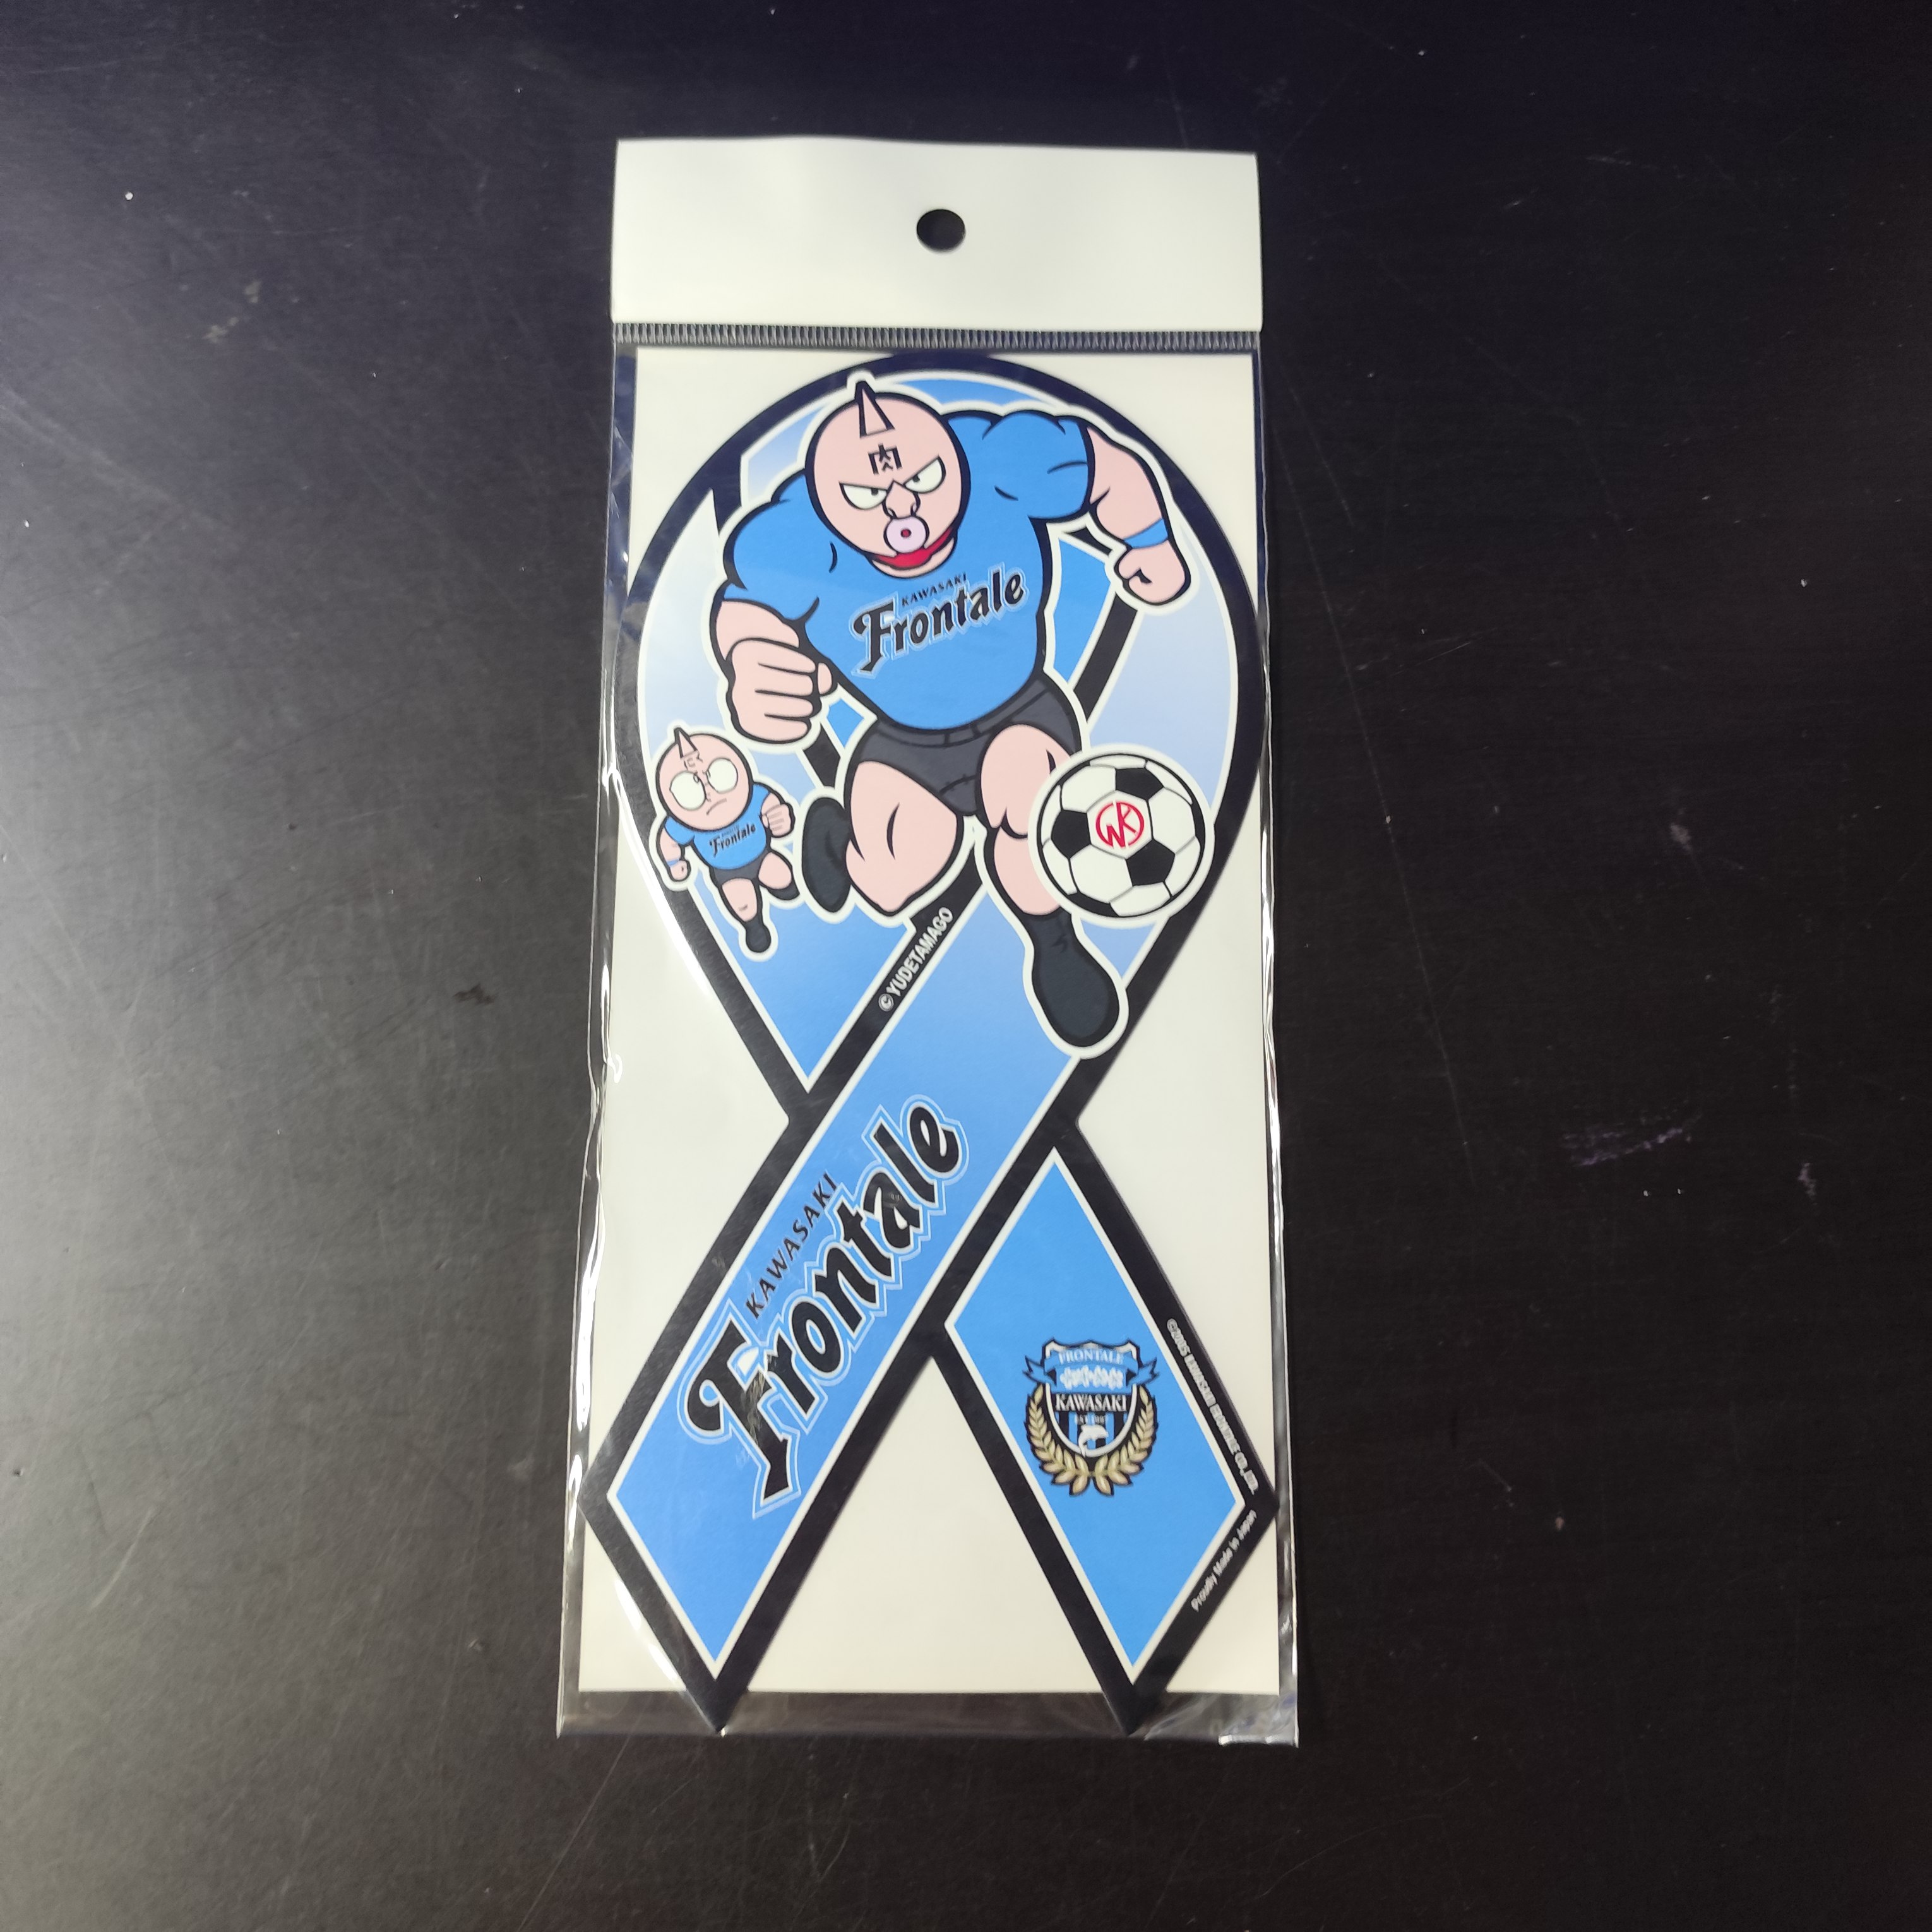 肉
KAWASAKI
Frontale
Frontale
© YUDETAMAGO
KAWASAKI
Frontale
FRONTALE
KAWASAKI
Proudly Made in Japan